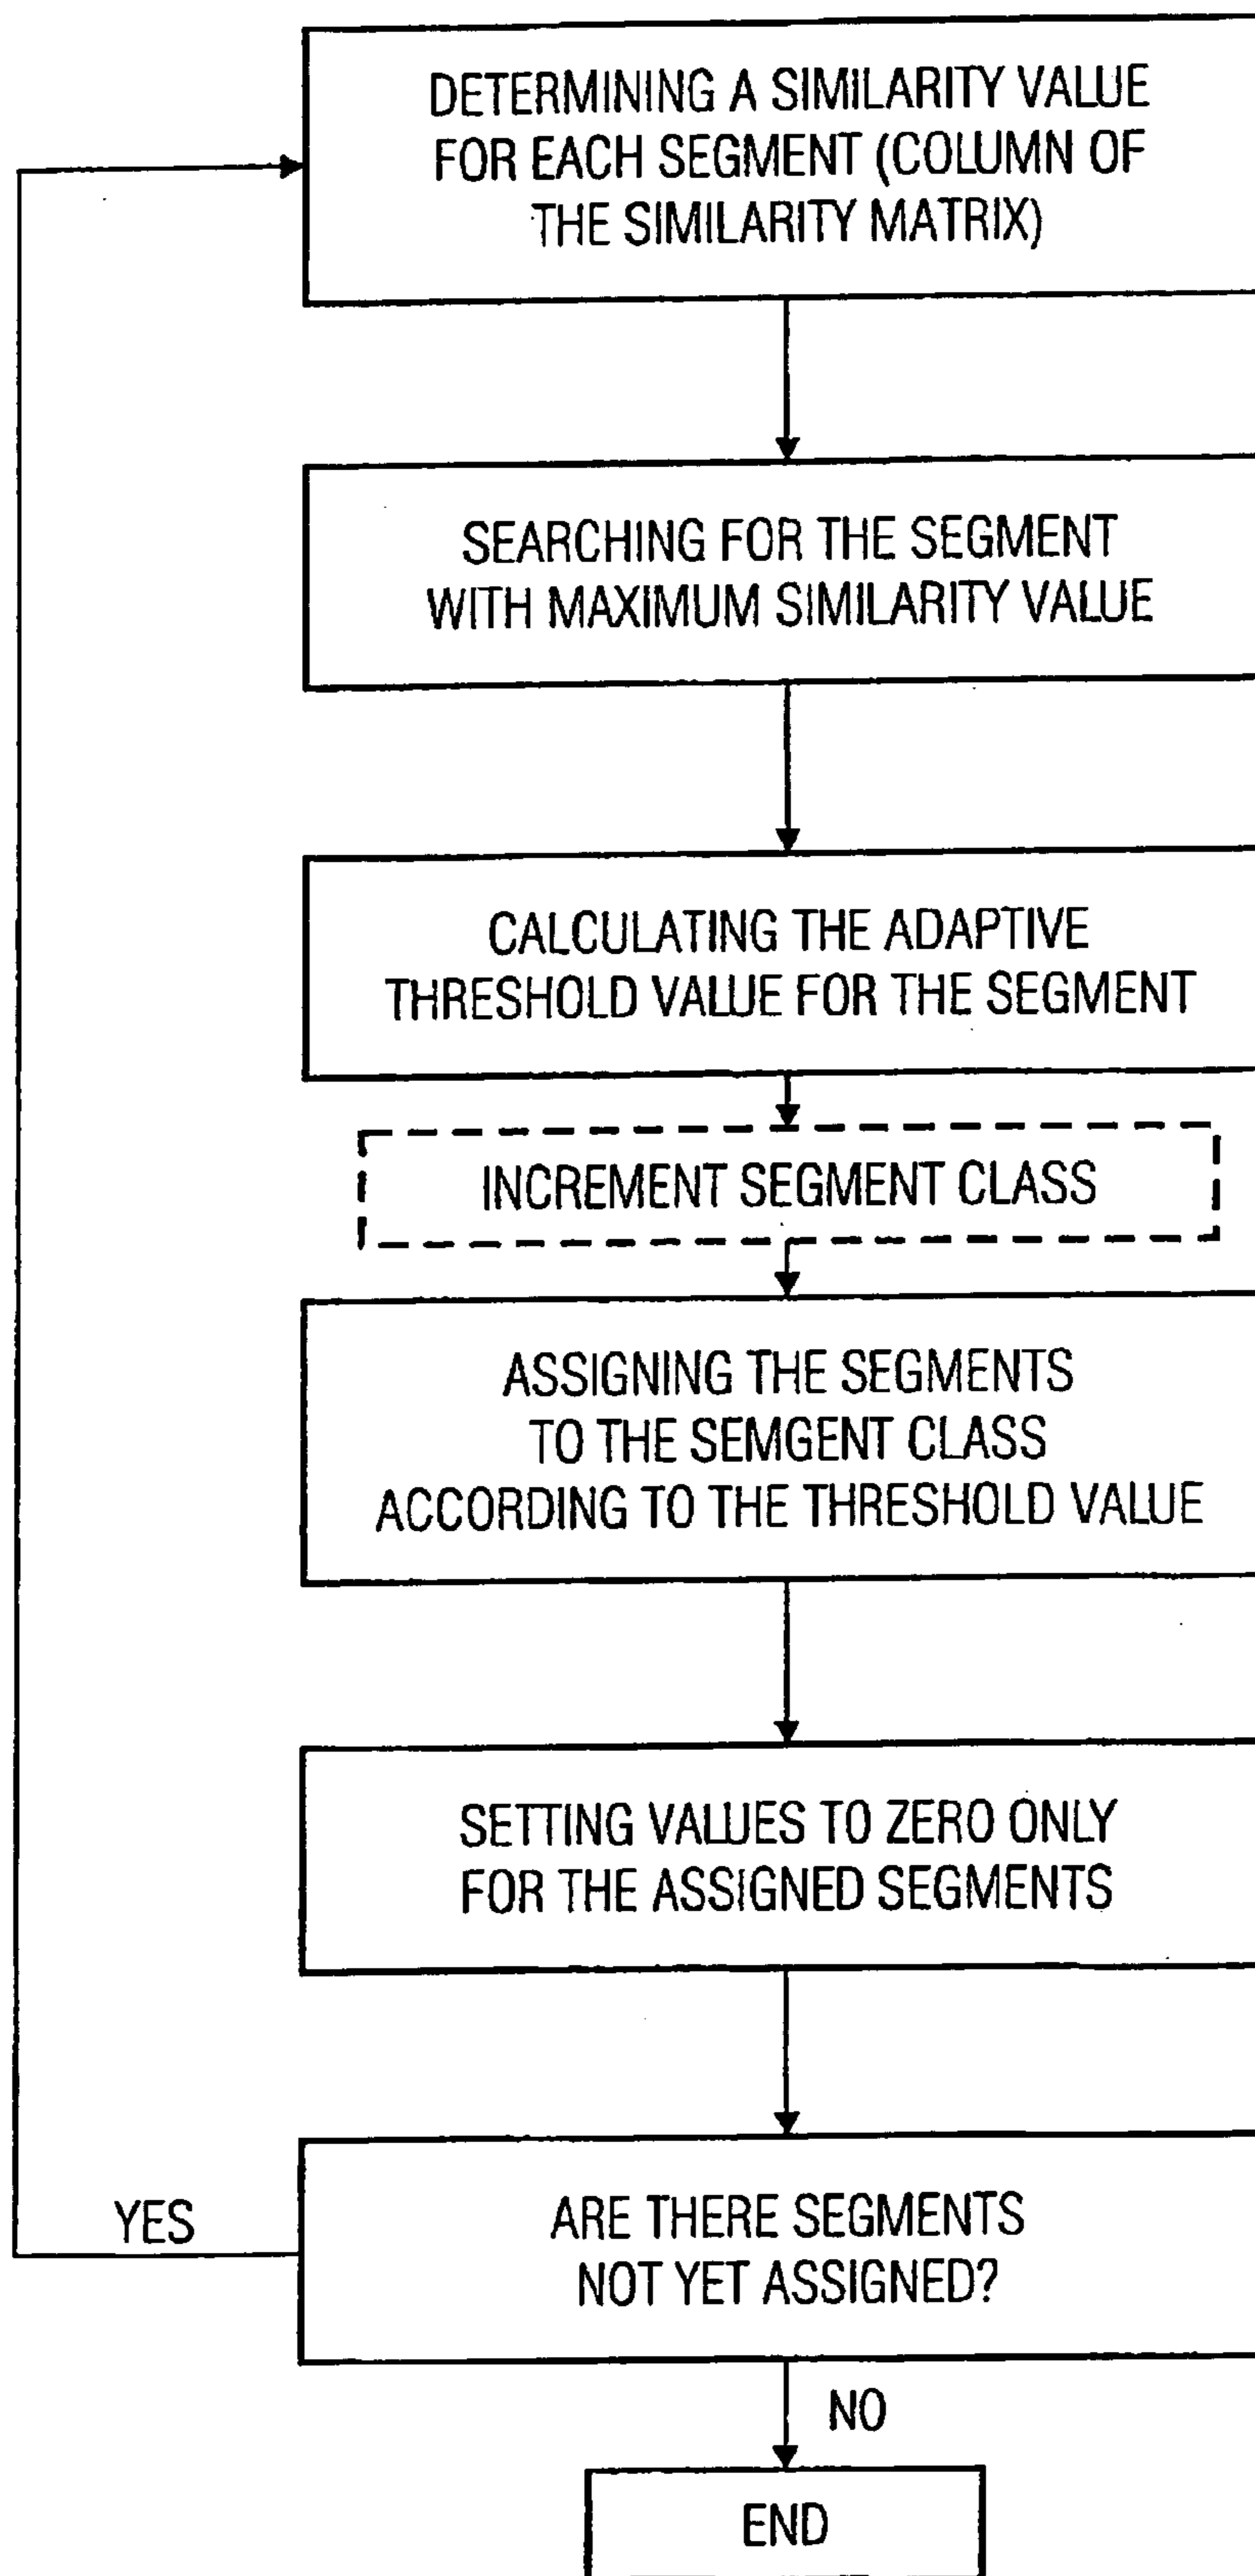 DETERMINING A SIMILARITY VALUE
FOR EACH SEGMENT (COLUMN OF
THE SIMILARITY MATRIX)
SEARCHING FOR THE SEGMENT
WITH MAXIMUM SIMILARITY VALUE
CALCULATING THE ADAPTIVE
THRESHOLD VALUE FOR THE SEGMENT
INCREMENT SEGMENT CLASS
ASSIGNING THE SEGMENTS
TO THE SEMGENT CLASS
ACCORDING TO THE THRESHOLD VALUE
SETTING VALUES TO ZERO ONLY
FOR THE ASSIGNED SEGMENTS
YES
ARE THERE SEGMENTS
NOT YET ASSIGNED?
NO
END